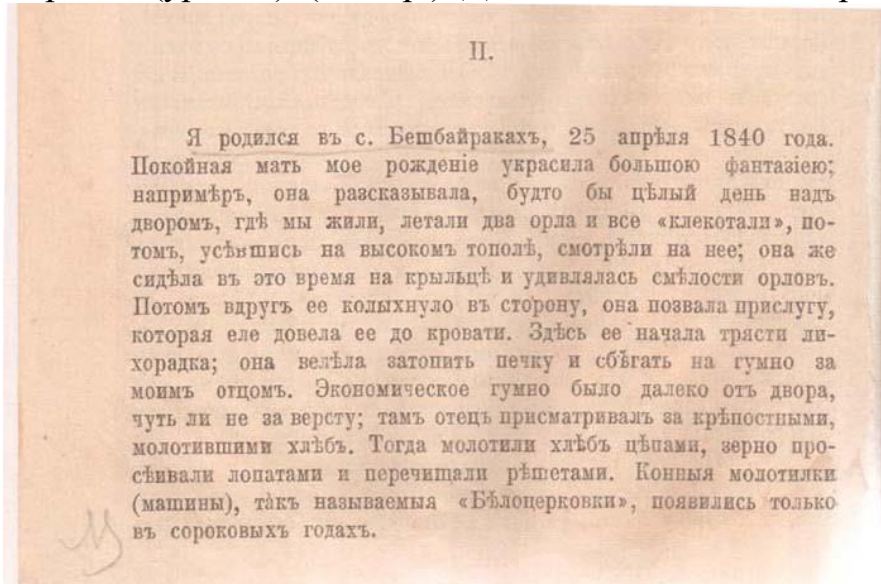 II.
Я родился въ с. Бешбайракахъ, 25 апрѣля 1840 года.
Покойная мать мое рожденіе украсила большою фантазіею;
напримѣръ, она разсказывала, будто бы цѣлый день надъ
дворомъ, гдѣ мы жили, летали два орла и все «клекотали», по-
томъ, усѣвшись на высокомъ тополѣ, смотрѣли на нее; она же
сидѣла въ это время на крыльцѣ и удивлялась смѣлости орловъ.
Потомъ вдругъ ее колыхнуло въ сторону, она позвала прислугу,
которая еле довела ее до кровати. Здѣсь ее начала трясти ли-
хорадка; она велѣла затопить печку и сбѣгать на гумно за
моимъ отцомъ. Экономическое гумно было далеко отъ двора,
чуть ли не за версту; тамъ отецъ присматривалъ за крѣпостными,
молотившими хлѣбъ. Тогда молотили хлѣбъ цѣпами, зерно про-
сѣивали лопатами и перечищали рѣшетами. Конныя молотилки
(машины), такъ называемыя «Бѣлоцерковки», появились только
въ сороковыхъ годахъ.